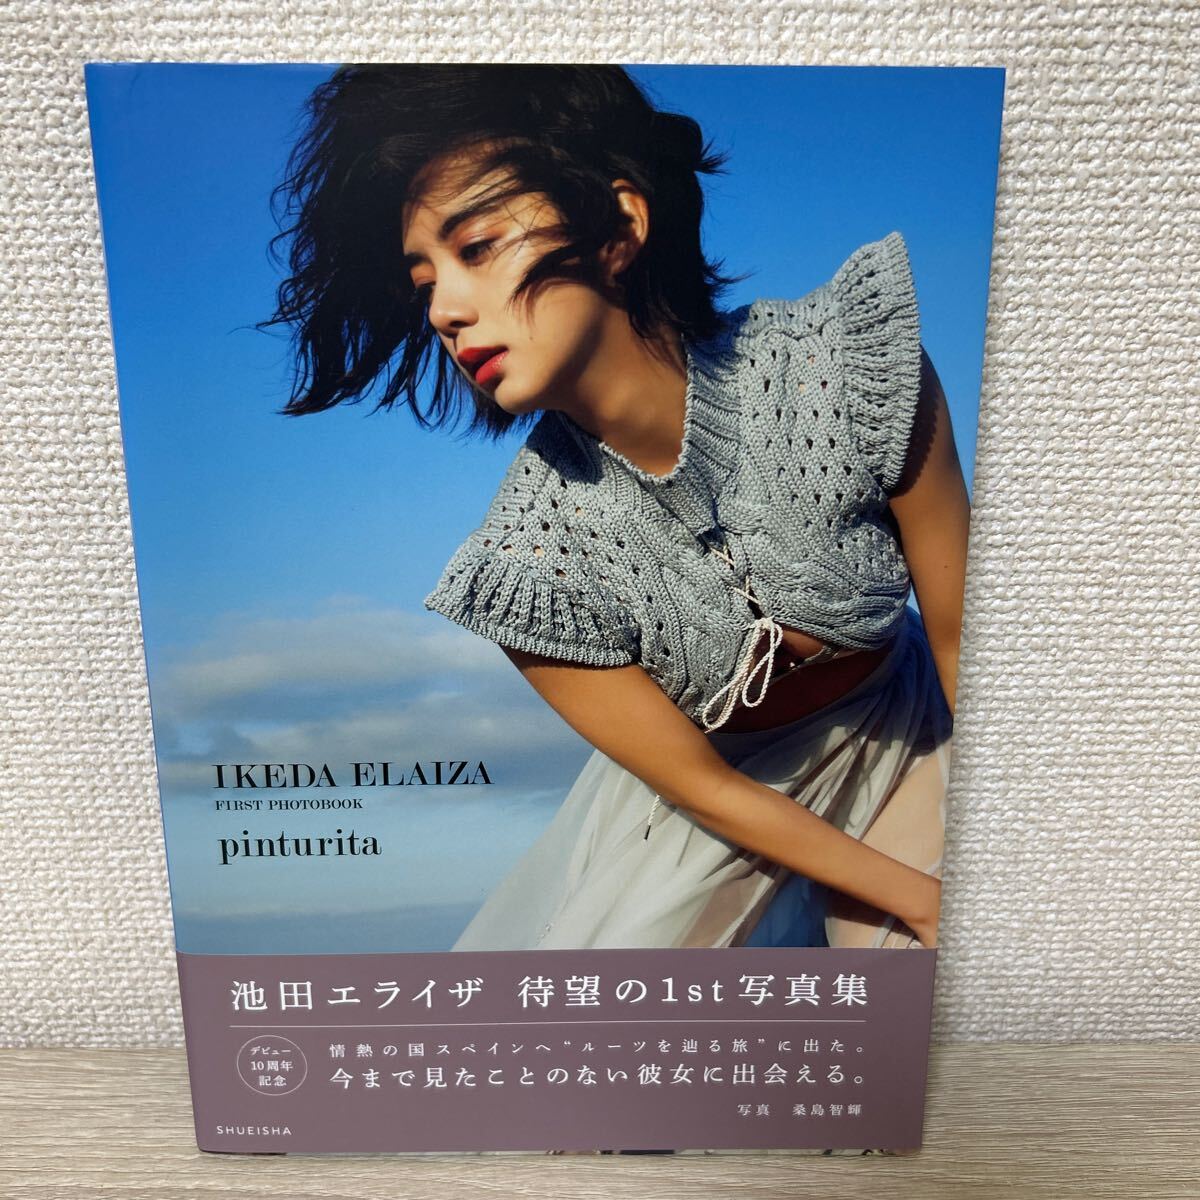 IKEDA ELAIZA
FIRST PHOTOBOOK
pinturita
池田エライザ 待望の1st写真集
デビュー
10周年
記念
情熱の国スペインへ“ルーツを辿る旅”に出た。
今まで見たことのない彼女に出会える。
写真 桑島智輝
SHUEISHA